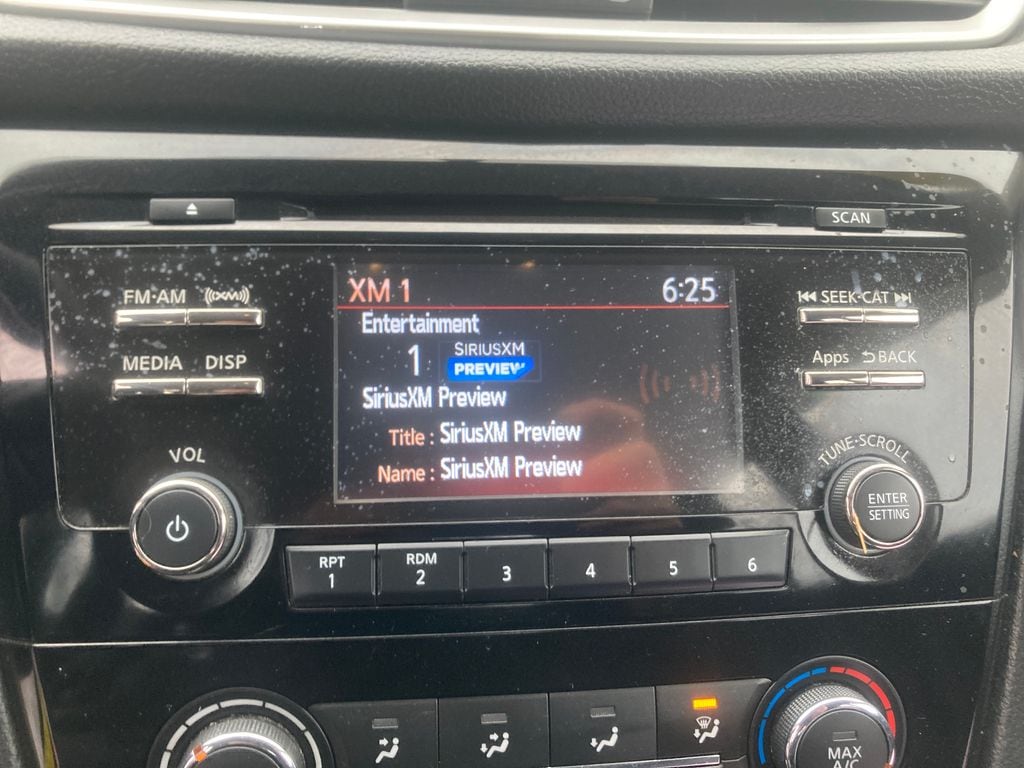 SCAN
FM·AM ((XM))
SEEK·CAT
MEDIA DISP
Apps BACK
XM 1 6:25
Entertainment
1 SIRIUSXM
PREVIEW
SiriusXM Preview
Title : SiriusXM Preview
Name : SiriusXM Preview
VOL
TUNE·SCROLL
ENTER
SETTING
RPT
1
RDM
2
3
4
5
6
MAX
A/C